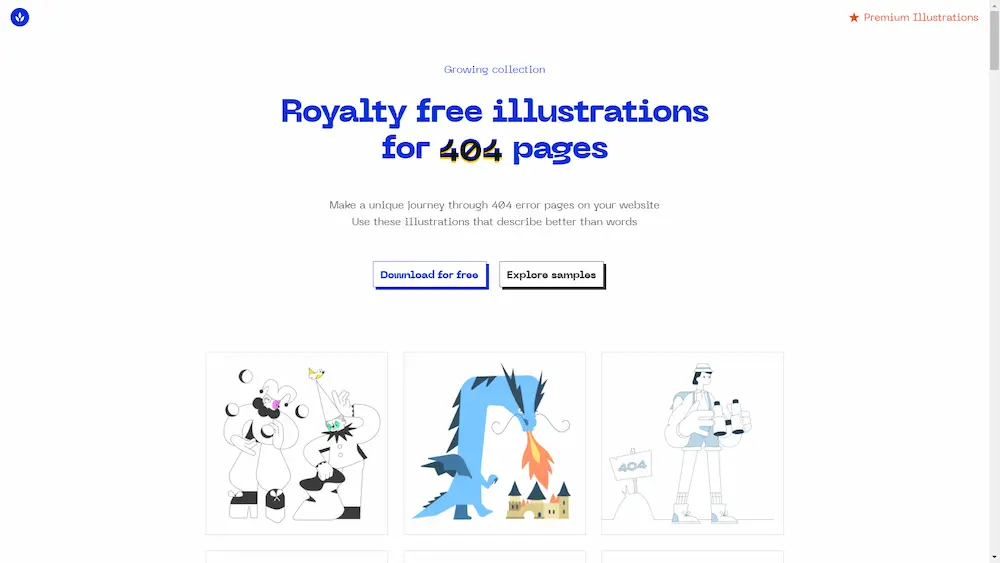 Premium Illustrations
Growing collection
Royalty free illustrations
for 404 pages
Make a unique journey through 404 error pages on your website
Use these illustrations that describe better than words
Download for free
Explore samples
404